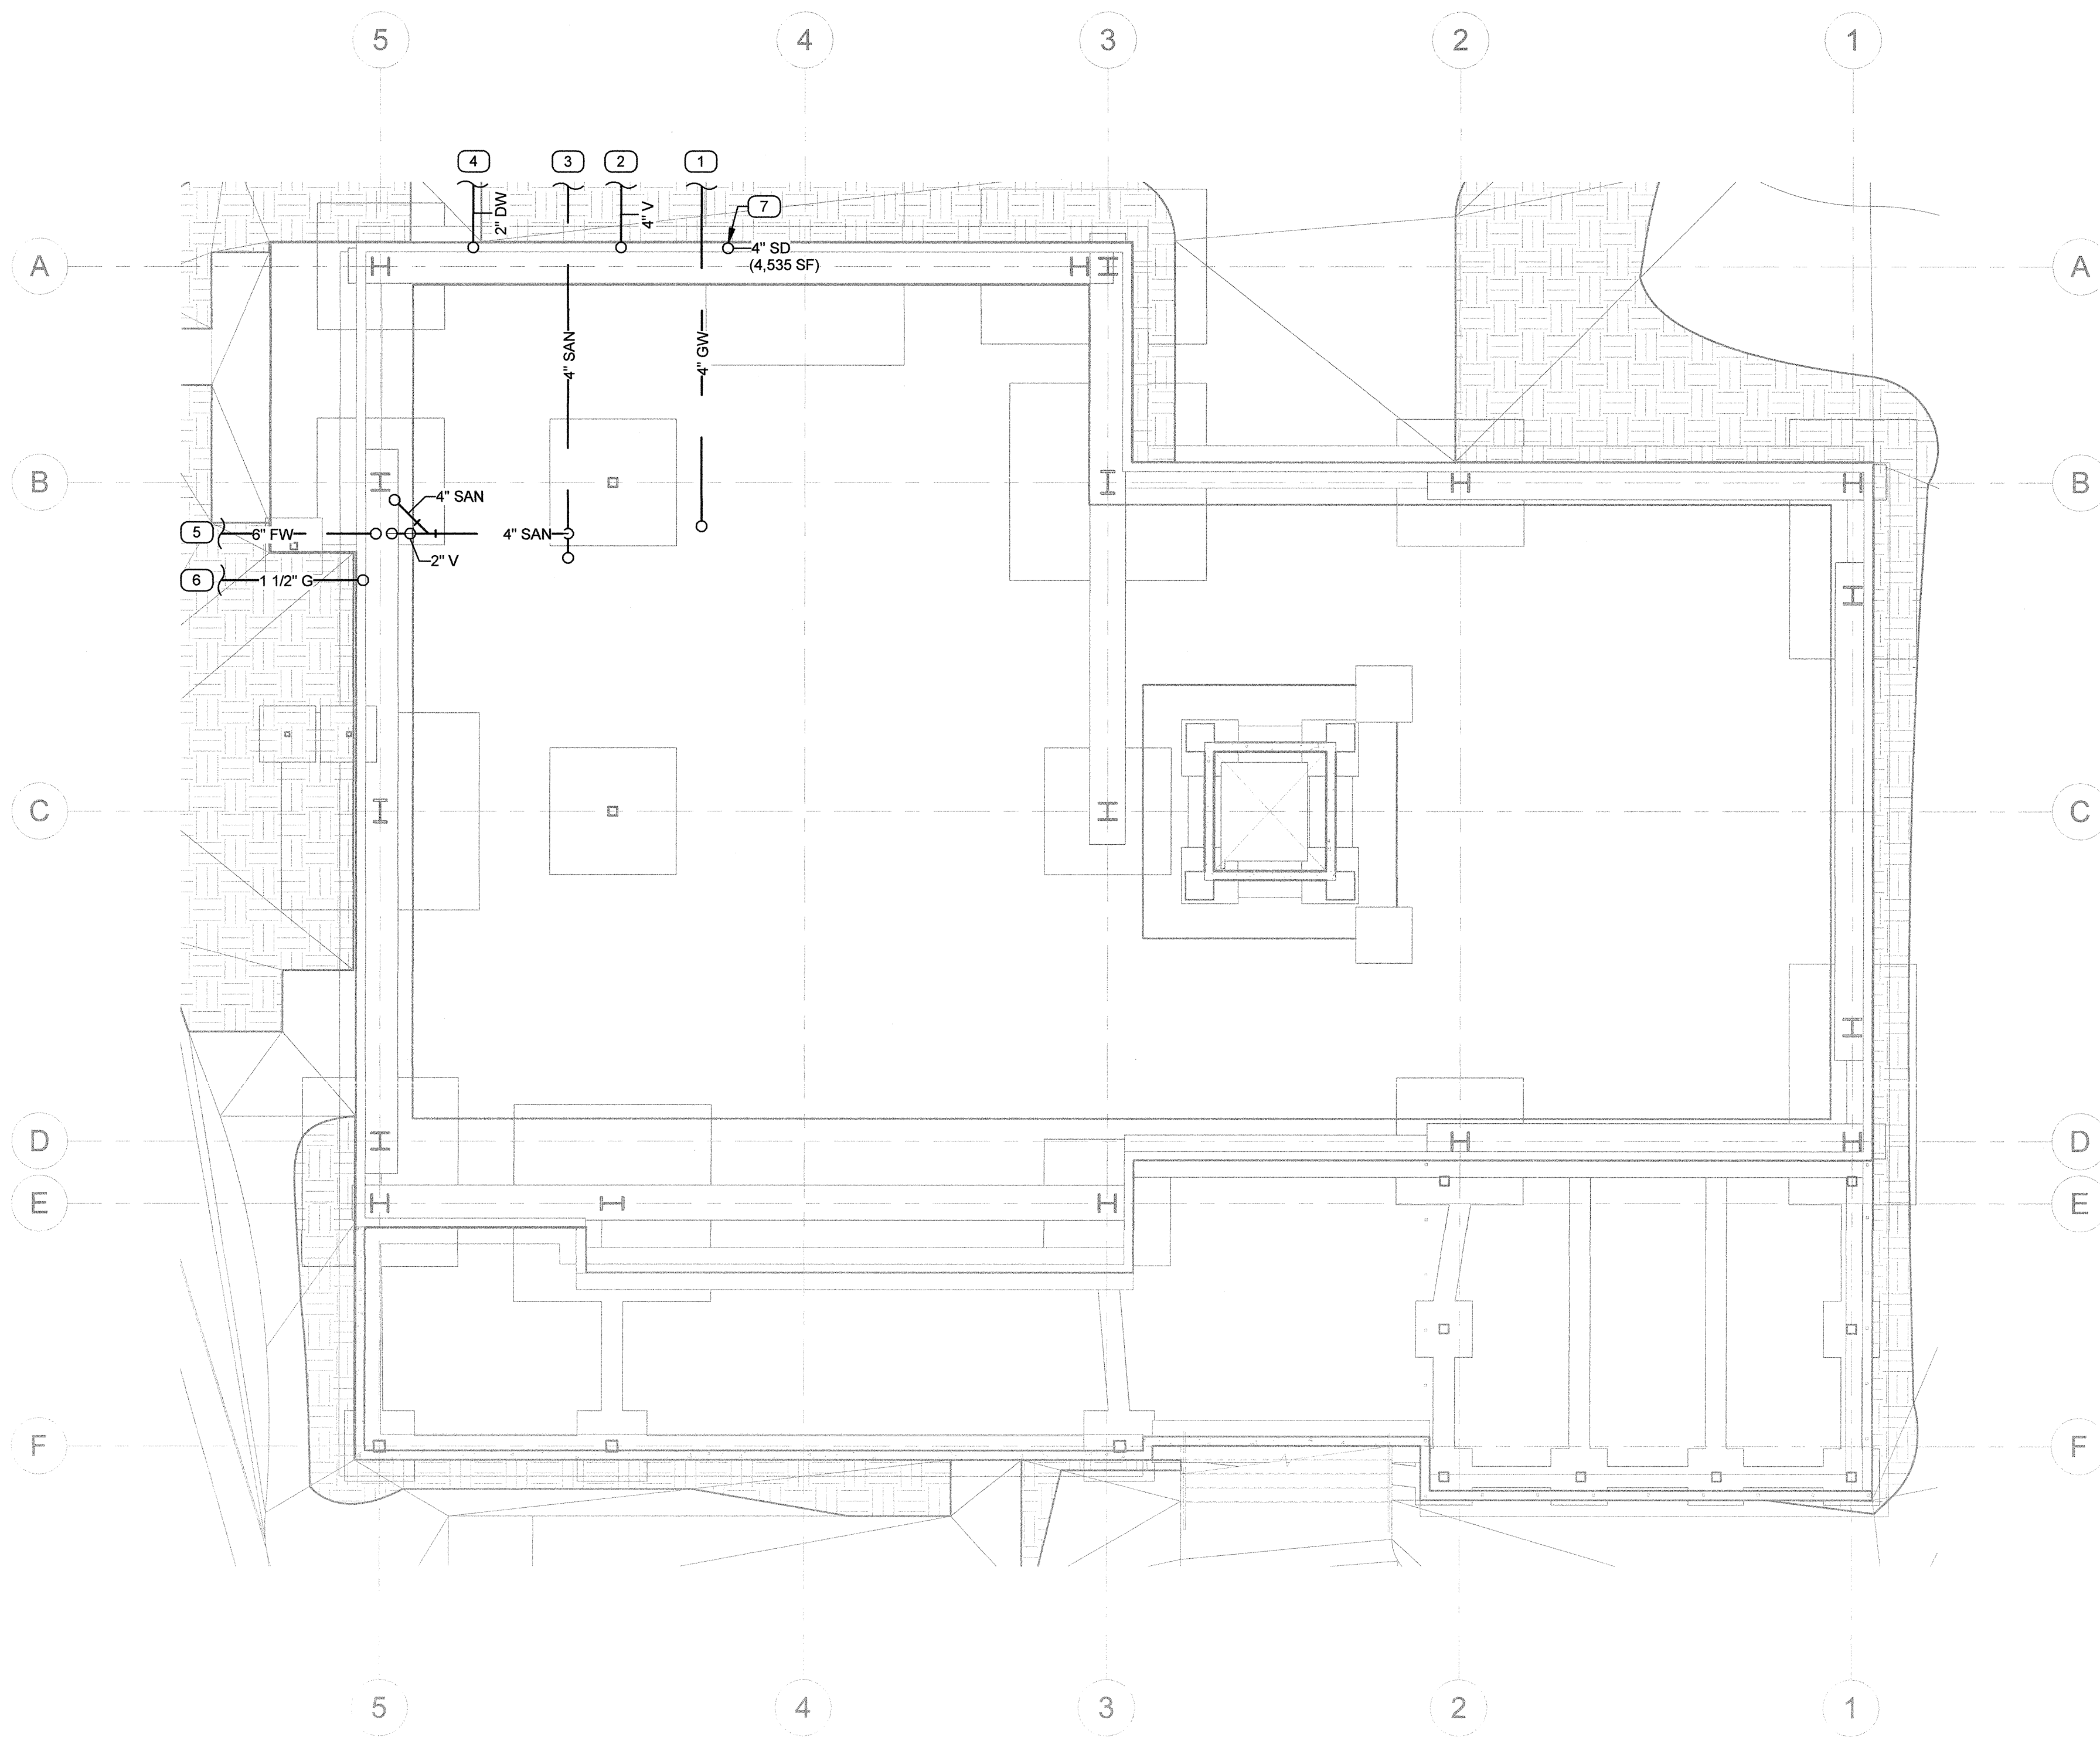 5 4 3 2 1
4 3 2 1
7
2" DW
4" V
4" SD
(4,535 SF)
A A
4" SAN
4" GW
B B
4" SAN
5 6" FW 4" SAN
2" V
6 1 1/2" G
C C
D D
E E
F F
5 4 3 2 1